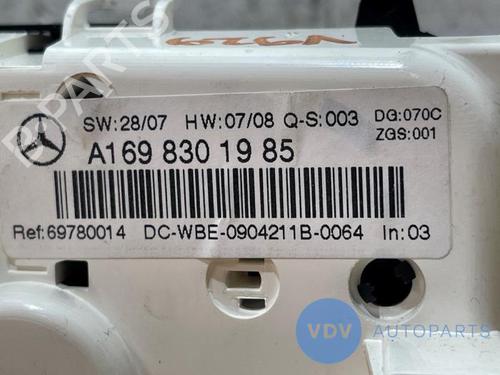 B-PARTS
SW:28/07 HW:07/08 Q-S:003 DG:070C
ZGS:001
A169 830 19 85
Ref:69780014 DC-WBE-0904211B-0064 In:03
VDV AUTOPARTS